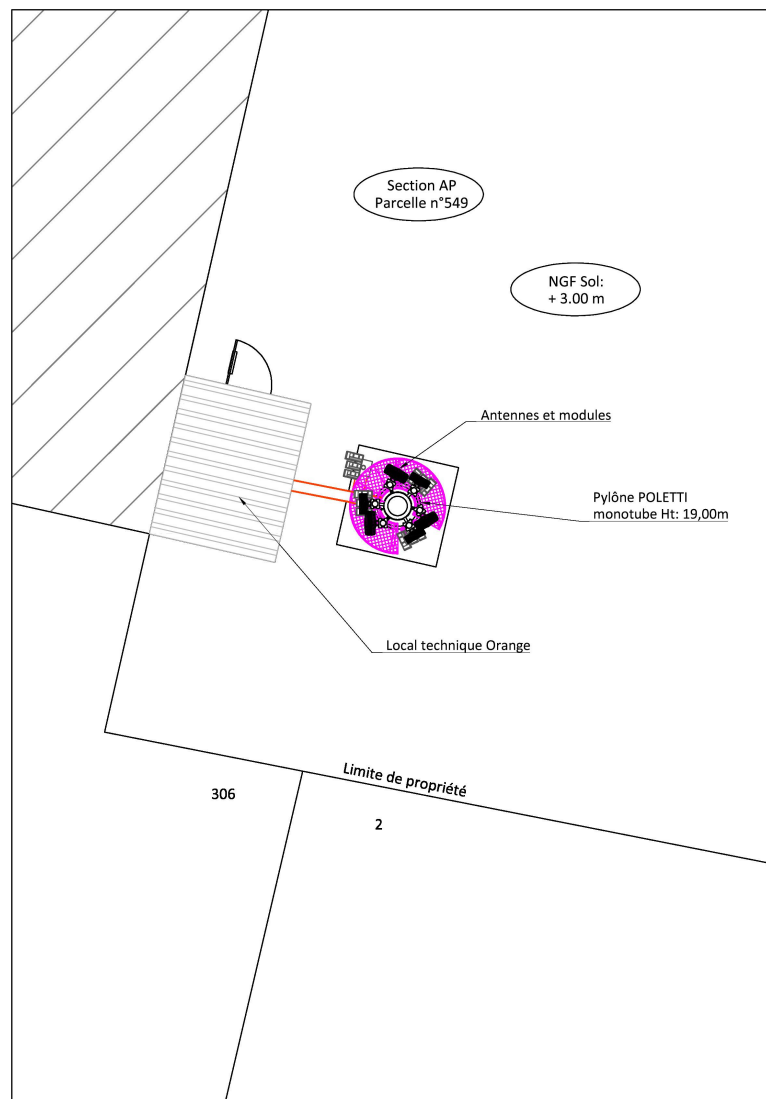 Section AP
Parcelle n°549
NGF Sol:
+ 3.00 m
Antennes et modules
Pylône POLETTI
monotube Ht: 19,00m
Local technique Orange
Limite de propriété
306
2